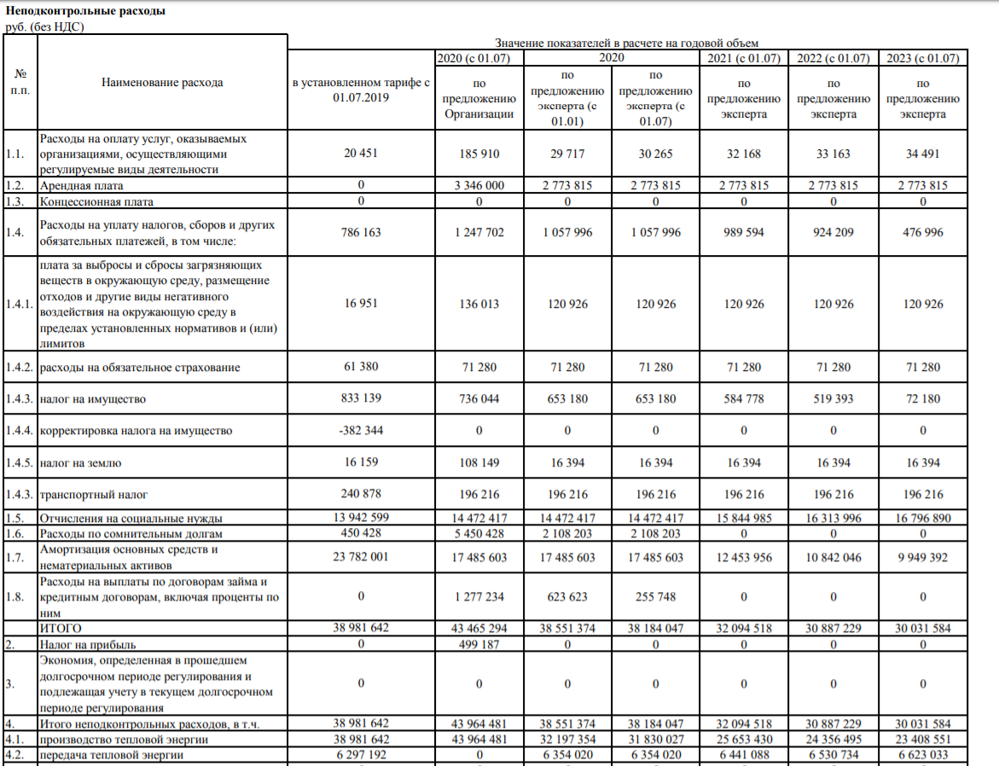 Неподконтрольные расходы
руб. (без НДС)
Значение показателей в расчете на годовой объем
№ п.п. | Наименование расхода | в установленном тарифе с 01.07.2019 | 2020 (с 01.07) | 2020 | 2021 (с 01.07) | 2022 (с 01.07) | 2023 (с 01.07)
по предложению Организации | по предложению эксперта (с 01.01) | по предложению эксперта (с 01.07) | по предложению эксперта | по предложению эксперта | по предложению эксперта
1.1. | Расходы на оплату услуг, оказываемых организациями, осуществляющими регулируемые виды деятельности | 20 451 | 185 910 | 29 717 | 30 265 | 32 168 | 33 163 | 34 491
1.2. | Арендная плата | 0 | 3 346 000 | 2 773 815 | 2 773 815 | 2 773 815 | 2 773 815 | 2 773 815
1.3. | Концессионная плата | 0 | 0 | 0 | 0 | 0 | 0 | 0
1.4. | Расходы на уплату налогов, сборов и других обязательных платежей, в том числе: | 786 163 | 1 247 702 | 1 057 996 | 1 057 996 | 989 594 | 924 209 | 476 996
1.4.1. | плата за выбросы и сбросы загрязняющих веществ в окружающую среду, размещение отходов и другие виды негативного воздействия на окружающую среду в пределах установленных нормативов и (или) лимитов | 16 951 | 136 013 | 120 926 | 120 926 | 120 926 | 120 926 | 120 926
1.4.2. | расходы на обязательное страхование | 61 380 | 71 280 | 71 280 | 71 280 | 71 280 | 71 280 | 71 280
1.4.3. | налог на имущество | 833 139 | 736 044 | 653 180 | 653 180 | 584 778 | 519 393 | 72 180
1.4.4. | корректировка налога на имущество | -382 344 | 0 | 0 | 0 | 0 | 0 | 0
1.4.5. | налог на землю | 16 159 | 108 149 | 16 394 | 16 394 | 16 394 | 16 394 | 16 394
1.4.3. | транспортный налог | 240 878 | 196 216 | 196 216 | 196 216 | 196 216 | 196 216 | 196 216
1.5. | Отчисления на социальные нужды | 13 942 599 | 14 472 417 | 14 472 417 | 14 472 417 | 15 844 985 | 16 313 996 | 16 796 890
1.6. | Расходы по сомнительным долгам | 450 428 | 5 450 428 | 2 108 203 | 2 108 203 | 0 | 0 | 0
1.7. | Амортизация основных средств и нематериальных активов | 23 782 001 | 17 485 603 | 17 485 603 | 17 485 603 | 12 453 956 | 10 842 046 | 9 949 392
1.8. | Расходы на выплаты по договорам займа и кредитным договорам, включая проценты по ним | 0 | 1 277 234 | 623 623 | 255 748 | 0 | 0 | 0
ИТОГО | 38 981 642 | 43 465 294 | 38 551 374 | 38 184 047 | 32 094 518 | 30 887 229 | 30 031 584
2. | Налог на прибыль | 0 | 499 187 | 0 | 0 | 0 | 0 | 0
3. | Экономия, определенная в прошедшем долгосрочном периоде регулирования и подлежащая учету в текущем долгосрочном периоде регулирования | 0 | 0 | 0 | 0 | 0 | 0 | 0
4. | Итого неподконтрольных расходов, в т.ч. | 38 981 642 | 43 964 481 | 38 551 374 | 38 184 047 | 32 094 518 | 30 887 229 | 30 031 584
4.1. | производство тепловой энергии | 38 981 642 | 43 964 481 | 32 197 354 | 31 830 027 | 25 653 430 | 24 356 495 | 23 408 551
4.2. | передача тепловой энергии | 6 297 192 | 0 | 6 354 020 | 6 354 020 | 6 441 088 | 6 530 734 | 6 623 033